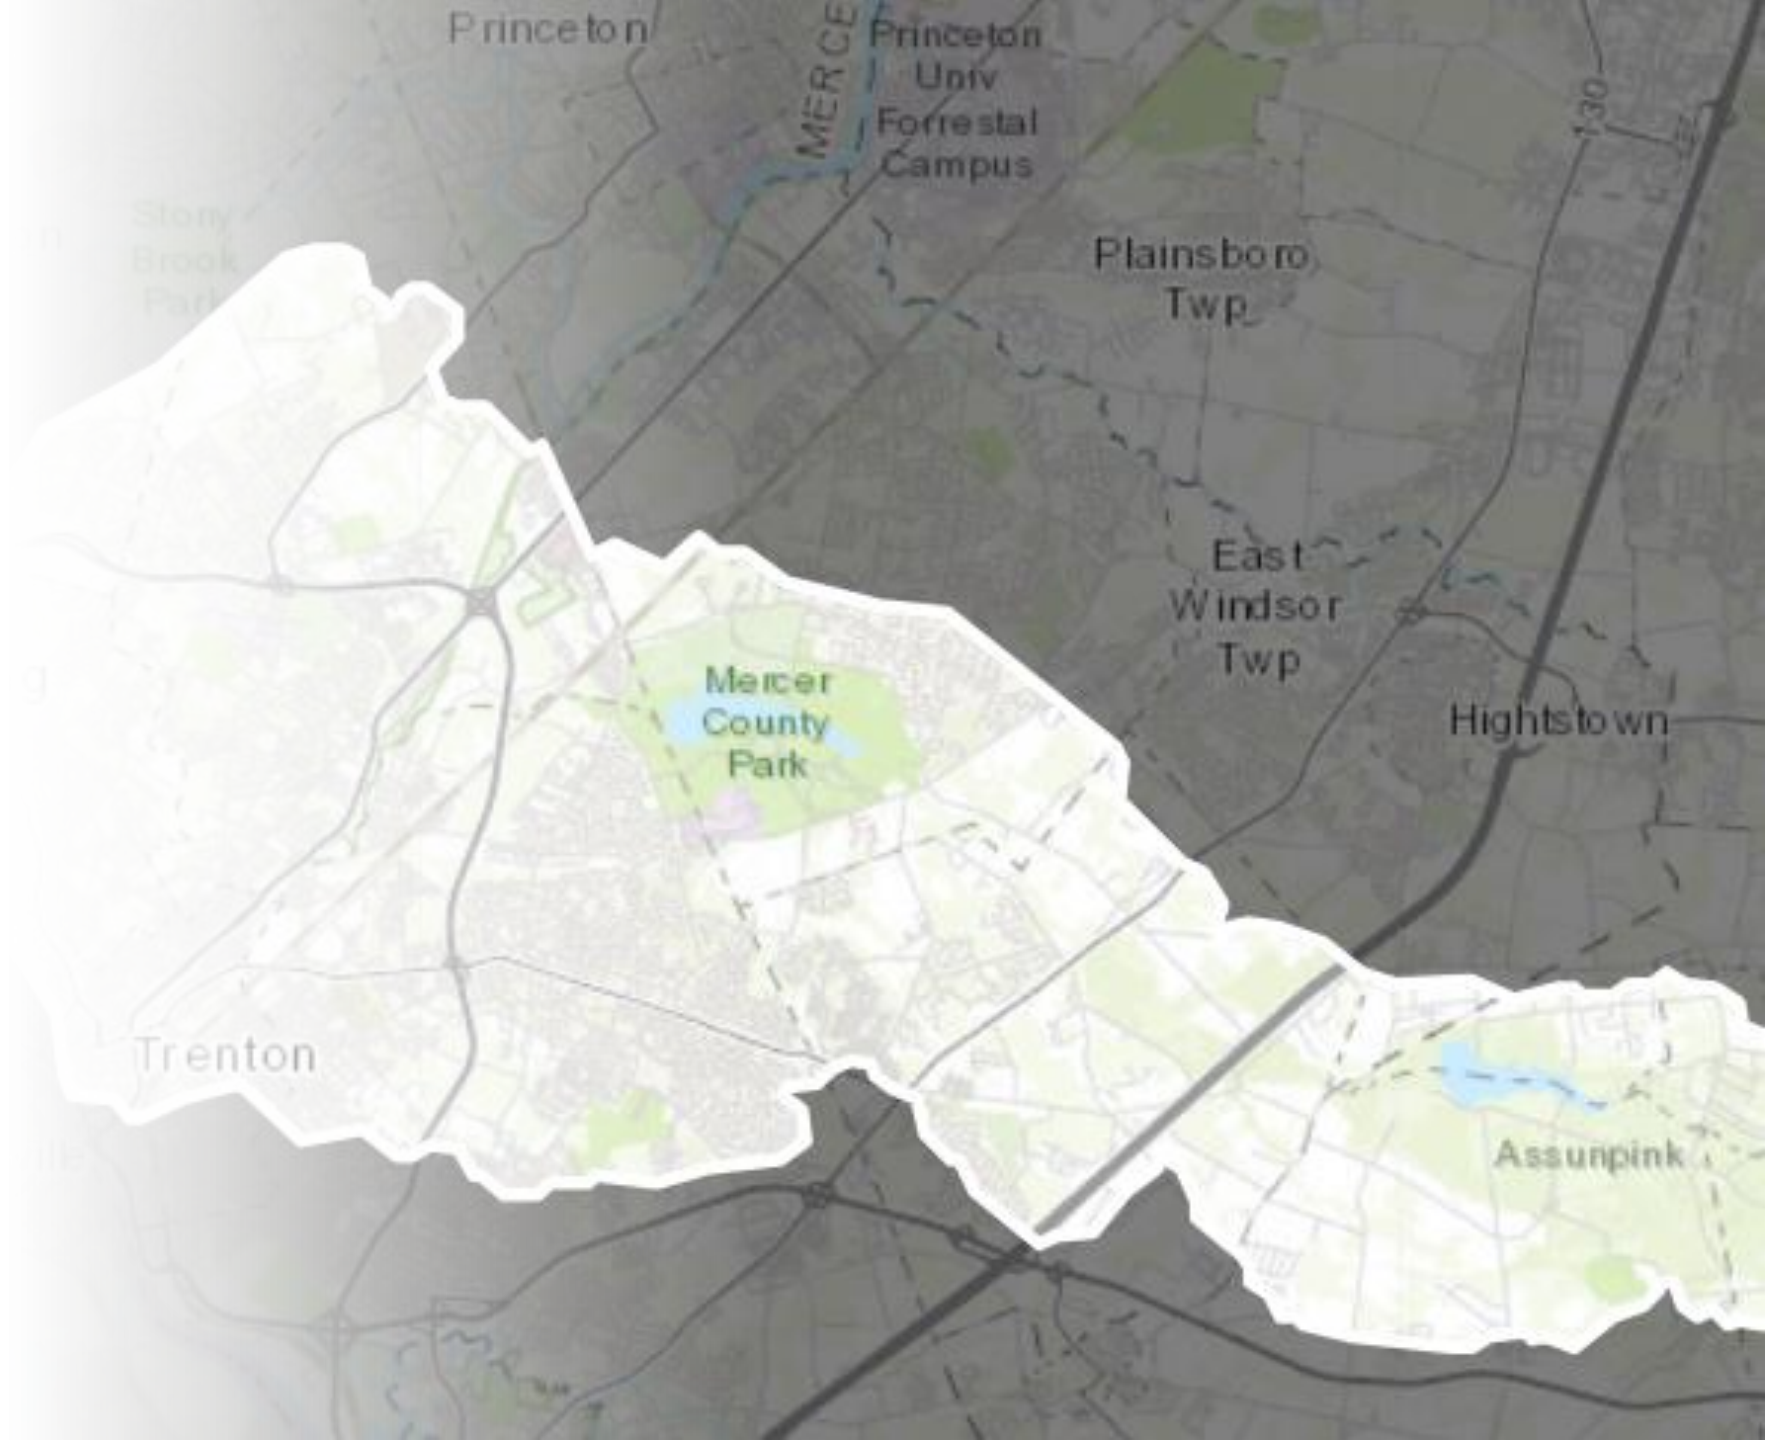 Princeton
MERCE
Princeton
Univ
Forrestal
Campus
130
Stony
Brook
Park
Plainsboro
Twp
East
Windsor
Twp
Mercer
County
Park
Hightstown
Trenton
Assunpink